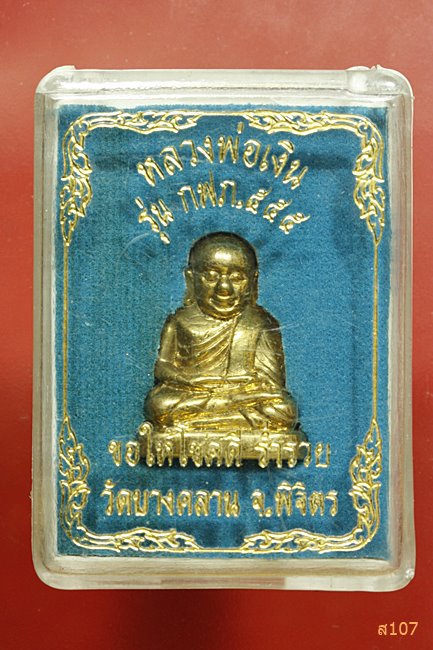 หลวงพ่อเงิน
รุ่น กฟภ.๕๕๕
ขอให้โชคดี ร่ำรวย
วัดบางคลาน จ.พิจิตร
ส107